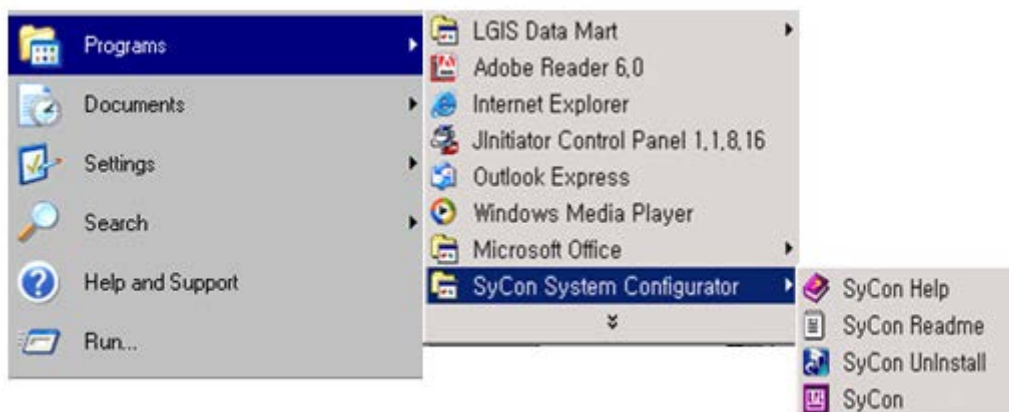 Programs
Documents
Settings
Search
Help and Support
Run...
LGIS Data Mart
Adobe Reader 6,0
Internet Explorer
JInitiator Control Panel 1,1,8,16
Outlook Express
Windows Media Player
Microsoft Office
SyCon System Configurator
SyCon Help
SyCon Readme
SyCon UnInstall
SyCon